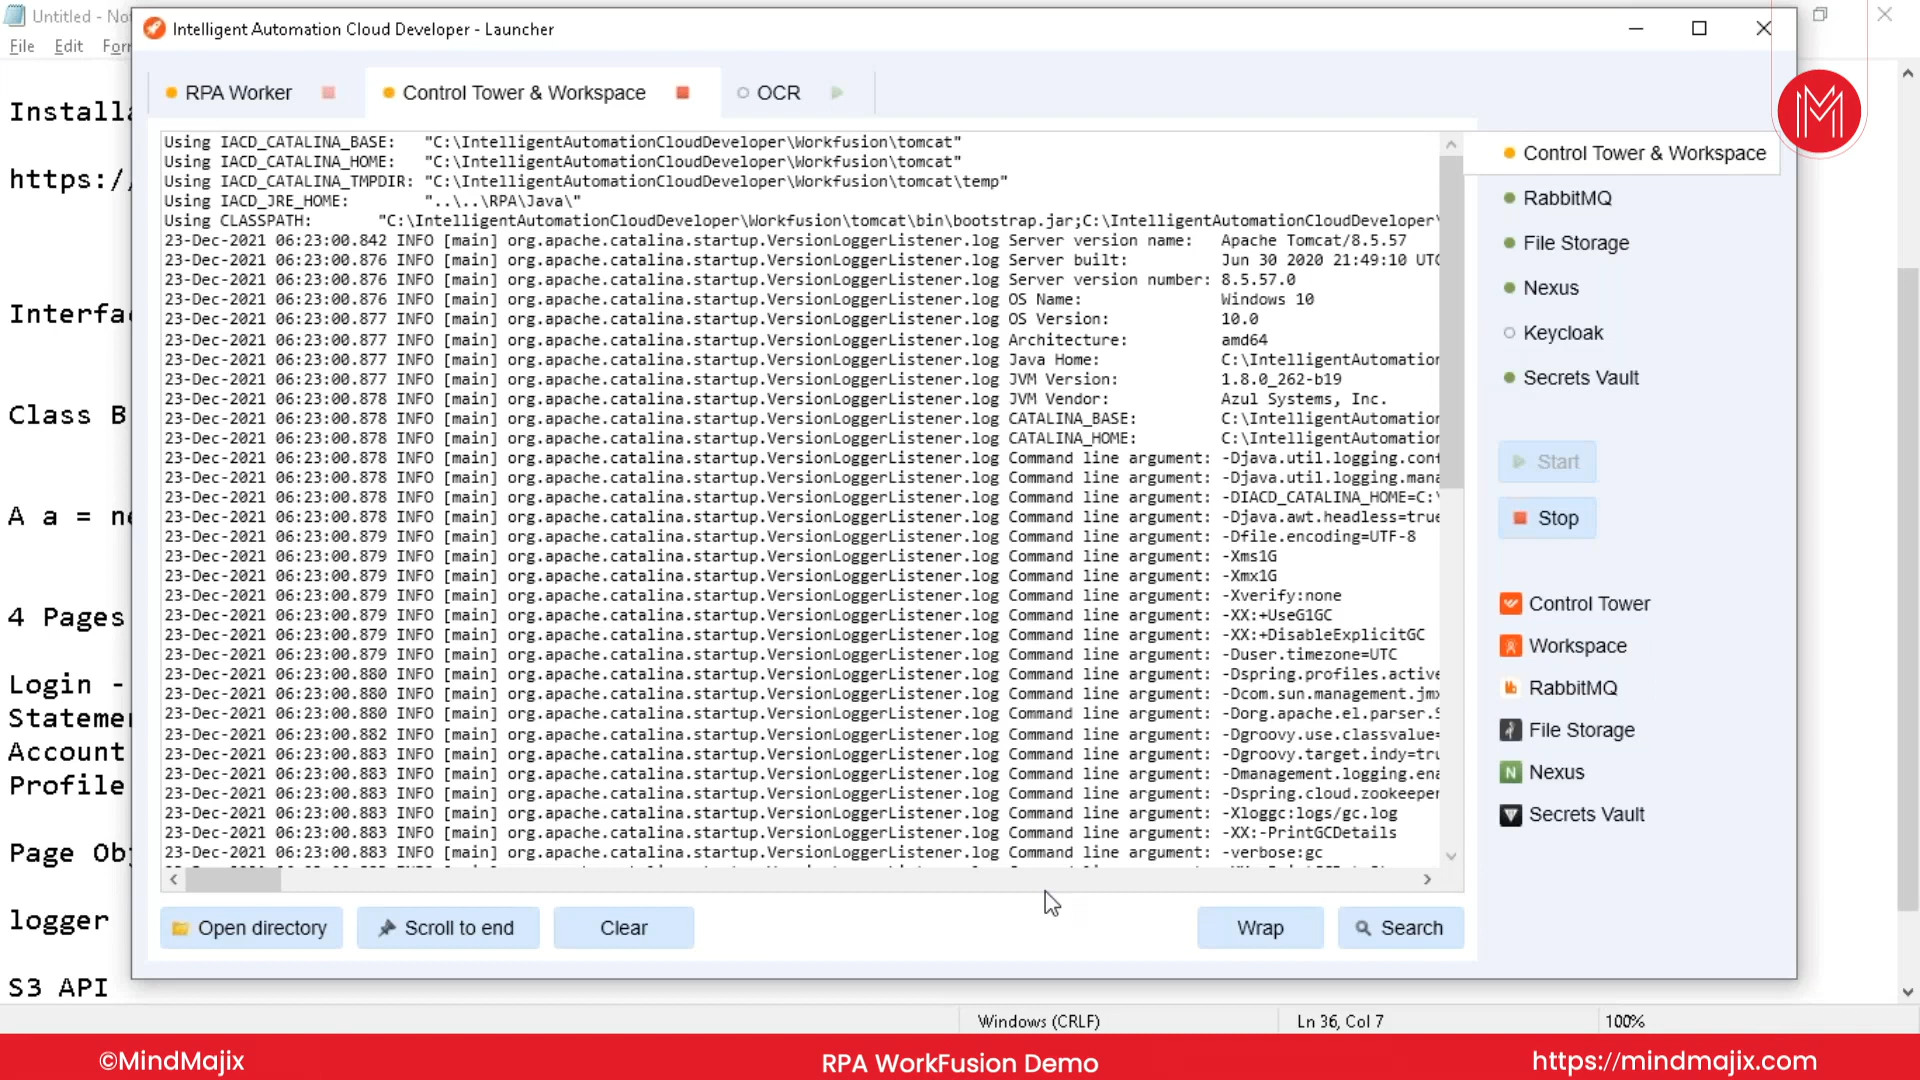 Untitled - No
File Edit For
Intelligent Automation Cloud Developer - Launcher
RPA Worker
Control Tower & Workspace
OCR
Installa
https:/
Interfa
Class B
A a = ne
4 Pages
Login -
Statemen
Account
Profile
Page Ob
logger
S3 API
Using IACD_CATALINA_BASE: "C:\IntelligentAutomationCloudDeveloper\Workfusion\tomcat"
Using IACD_CATALINA_HOME: "C:\IntelligentAutomationCloudDeveloper\Workfusion\tomcat"
Using IACD_CATALINA_TMPDIR: "C:\IntelligentAutomationCloudDeveloper\Workfusion\tomcat\temp"
Using IACD_JRE_HOME: "..\..\RPA\Java\"
Using CLASSPATH: "C:\IntelligentAutomationCloudDeveloper\Workfusion\tomcat\bin\bootstrap.jar;C:\IntelligentAutomationCloudDeveloper\
23-Dec-2021 06:23:00.842 INFO [main] org.apache.catalina.startup.VersionLoggerListener.log Server version name: Apache Tomcat/8.5.57
23-Dec-2021 06:23:00.876 INFO [main] org.apache.catalina.startup.VersionLoggerListener.log Server built: Jun 30 2020 21:49:10 UTC
23-Dec-2021 06:23:00.876 INFO [main] org.apache.catalina.startup.VersionLoggerListener.log Server version number: 8.5.57.0
23-Dec-2021 06:23:00.876 INFO [main] org.apache.catalina.startup.VersionLoggerListener.log OS Name: Windows 10
23-Dec-2021 06:23:00.877 INFO [main] org.apache.catalina.startup.VersionLoggerListener.log OS Version: 10.0
23-Dec-2021 06:23:00.877 INFO [main] org.apache.catalina.startup.VersionLoggerListener.log Architecture: amd64
23-Dec-2021 06:23:00.877 INFO [main] org.apache.catalina.startup.VersionLoggerListener.log Java Home: C:\IntelligentAutomation
23-Dec-2021 06:23:00.877 INFO [main] org.apache.catalina.startup.VersionLoggerListener.log JVM Version: 1.8.0_262-b19
23-Dec-2021 06:23:00.878 INFO [main] org.apache.catalina.startup.VersionLoggerListener.log JVM Vendor: Azul Systems, Inc.
23-Dec-2021 06:23:00.878 INFO [main] org.apache.catalina.startup.VersionLoggerListener.log CATALINA_BASE: C:\IntelligentAutomation
23-Dec-2021 06:23:00.878 INFO [main] org.apache.catalina.startup.VersionLoggerListener.log CATALINA_HOME: C:\IntelligentAutomation
23-Dec-2021 06:23:00.878 INFO [main] org.apache.catalina.startup.VersionLoggerListener.log Command line argument: -Djava.util.logging.conf
23-Dec-2021 06:23:00.878 INFO [main] org.apache.catalina.startup.VersionLoggerListener.log Command line argument: -Djava.util.logging.mana
23-Dec-2021 06:23:00.878 INFO [main] org.apache.catalina.startup.VersionLoggerListener.log Command line argument: -DIACD_CATALINA_HOME=C:\
23-Dec-2021 06:23:00.878 INFO [main] org.apache.catalina.startup.VersionLoggerListener.log Command line argument: -Djava.awt.headless=true
23-Dec-2021 06:23:00.879 INFO [main] org.apache.catalina.startup.VersionLoggerListener.log Command line argument: -Dfile.encoding=UTF-8
23-Dec-2021 06:23:00.879 INFO [main] org.apache.catalina.startup.VersionLoggerListener.log Command line argument: -Xms1G
23-Dec-2021 06:23:00.879 INFO [main] org.apache.catalina.startup.VersionLoggerListener.log Command line argument: -Xmx1G
23-Dec-2021 06:23:00.879 INFO [main] org.apache.catalina.startup.VersionLoggerListener.log Command line argument: -Xverify:none
23-Dec-2021 06:23:00.879 INFO [main] org.apache.catalina.startup.VersionLoggerListener.log Command line argument: -XX:+UseG1GC
23-Dec-2021 06:23:00.879 INFO [main] org.apache.catalina.startup.VersionLoggerListener.log Command line argument: -XX:+DisableExplicitGC
23-Dec-2021 06:23:00.879 INFO [main] org.apache.catalina.startup.VersionLoggerListener.log Command line argument: -Duser.timezone=UTC
23-Dec-2021 06:23:00.880 INFO [main] org.apache.catalina.startup.VersionLoggerListener.log Command line argument: -Dspring.profiles.active
23-Dec-2021 06:23:00.880 INFO [main] org.apache.catalina.startup.VersionLoggerListener.log Command line argument: -Dcom.sun.management.jmx
23-Dec-2021 06:23:00.880 INFO [main] org.apache.catalina.startup.VersionLoggerListener.log Command line argument: -Dorg.apache.el.parser.S
23-Dec-2021 06:23:00.882 INFO [main] org.apache.catalina.startup.VersionLoggerListener.log Command line argument: -Dgroovy.use.classvalue=
23-Dec-2021 06:23:00.883 INFO [main] org.apache.catalina.startup.VersionLoggerListener.log Command line argument: -Dgroovy.target.indy=tru
23-Dec-2021 06:23:00.883 INFO [main] org.apache.catalina.startup.VersionLoggerListener.log Command line argument: -Dmanagement.logging.ena
23-Dec-2021 06:23:00.883 INFO [main] org.apache.catalina.startup.VersionLoggerListener.log Command line argument: -Dspring.cloud.zookeeper
23-Dec-2021 06:23:00.883 INFO [main] org.apache.catalina.startup.VersionLoggerListener.log Command line argument: -Xloggc:logs/gc.log
23-Dec-2021 06:23:00.883 INFO [main] org.apache.catalina.startup.VersionLoggerListener.log Command line argument: -XX:-PrintGCDetails
23-Dec-2021 06:23:00.883 INFO [main] org.apache.catalina.startup.VersionLoggerListener.log Command line argument: -verbose:gc
Control Tower & Workspace
RabbitMQ
File Storage
Nexus
Keycloak
Secrets Vault
Start
Stop
Control Tower
Workspace
RabbitMQ
File Storage
Nexus
Secrets Vault
Open directory
Scroll to end
Clear
Wrap
Search
Windows (CRLF)
Ln 36, Col 7
100%
©MindMajix
RPA WorkFusion Demo
https://mindmajix.com